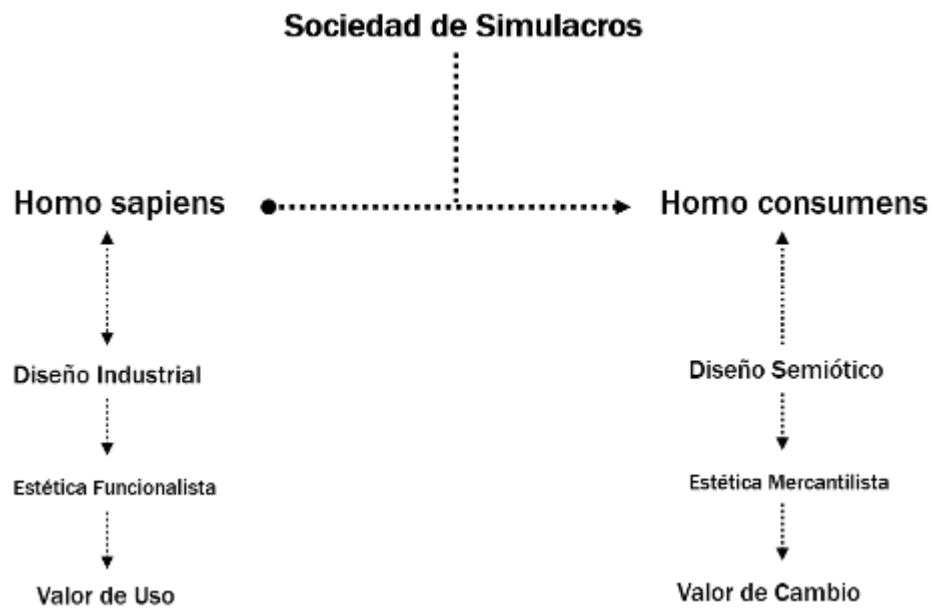 Sociedad de Simulacros
Homo sapiens
Homo consumens
Diseño Industrial
Diseño Semiótico
Estética Funcionalista
Estética Mercantilista
Valor de Uso
Valor de Cambio